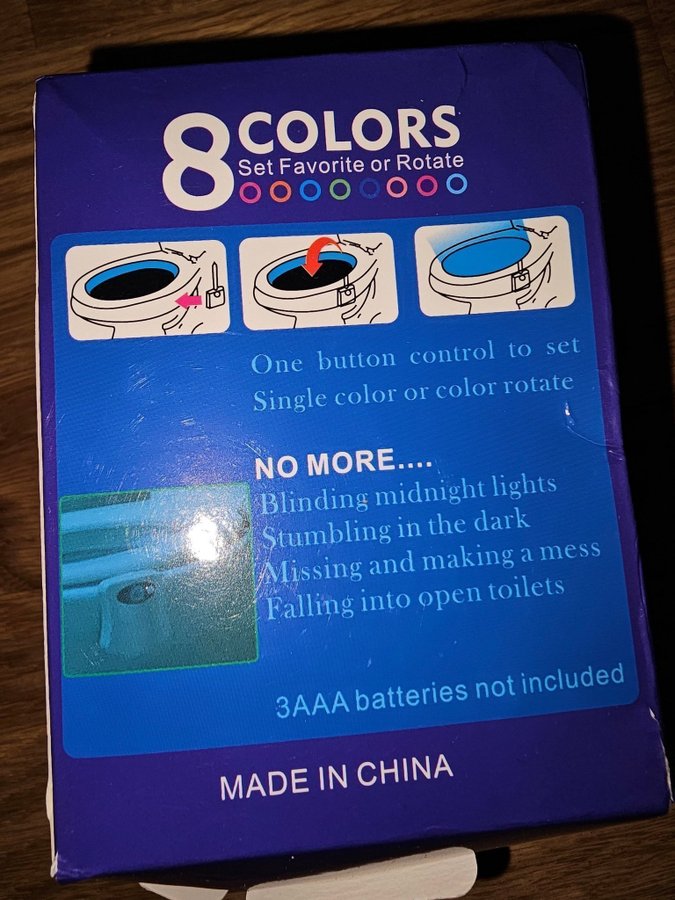 8 COLORS
Set Favorite or Rotate
One button control to set
Single color or color rotate
NO MORE....
Blinding midnight lights
Stumbling in the dark
Missing and making a mess
Falling into open toilets
3AAA batteries not included
MADE IN CHINA